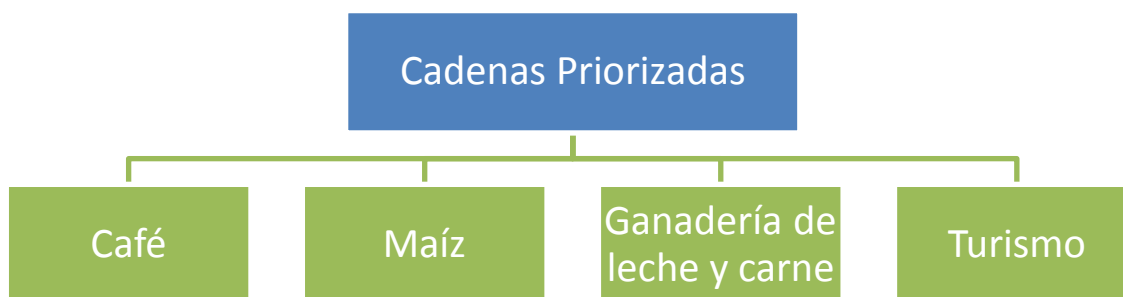 Cadenas Priorizadas
Café
Maíz
Ganadería de
leche y carne
Turismo